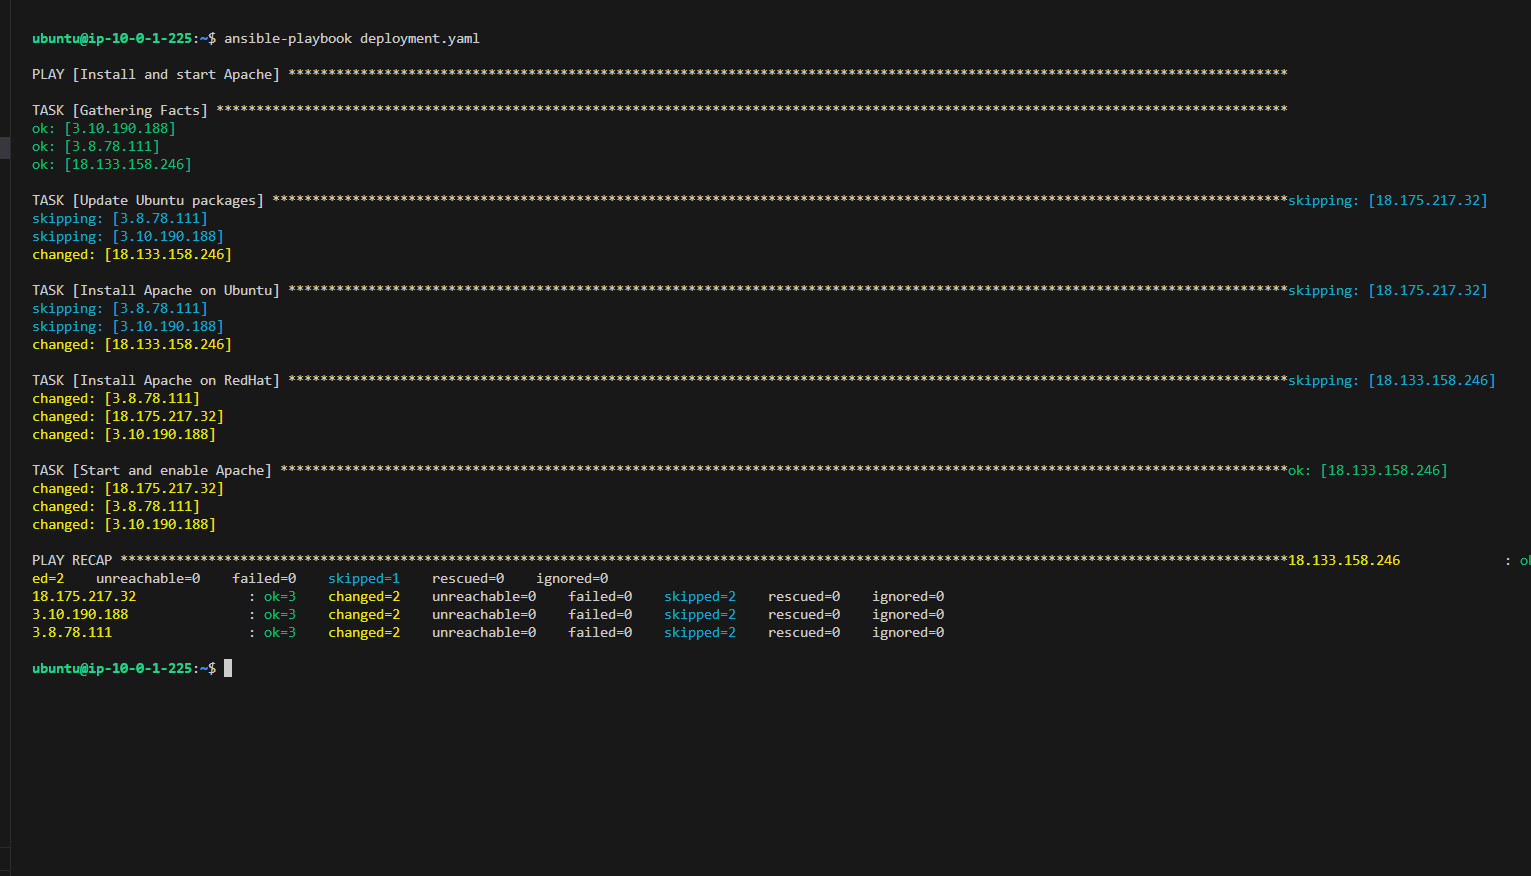 ubuntu@ip-10-0-1-225:~$ ansible-playbook deployment.yaml
PLAY [Install and start Apache] *****************************************************************************************************************************
TASK [Gathering Facts] **************************************************************************************************************************************
ok: [3.10.190.188]
ok: [3.8.78.111]
ok: [18.133.158.246]
TASK [Update Ubuntu packages] *******************************************************************************************************************************skipping: [18.175.217.32]
skipping: [3.8.78.111]
skipping: [3.10.190.188]
changed: [18.133.158.246]
TASK [Install Apache on Ubuntu] *****************************************************************************************************************************skipping: [18.175.217.32]
skipping: [3.8.78.111]
skipping: [3.10.190.188]
changed: [18.133.158.246]
TASK [Install Apache on RedHat] *****************************************************************************************************************************skipping: [18.133.158.246]
changed: [3.8.78.111]
changed: [18.175.217.32]
changed: [3.10.190.188]
TASK [Start and enable Apache] ******************************************************************************************************************************ok: [18.133.158.246]
changed: [18.175.217.32]
changed: [3.8.78.111]
changed: [3.10.190.188]
PLAY RECAP **************************************************************************************************************************************************18.133.158.246             : ok
ed=2    unreachable=0    failed=0    skipped=1    rescued=0    ignored=0
18.175.217.32              : ok=3    changed=2    unreachable=0    failed=0    skipped=2    rescued=0    ignored=0
3.10.190.188               : ok=3    changed=2    unreachable=0    failed=0    skipped=2    rescued=0    ignored=0
3.8.78.111                 : ok=3    changed=2    unreachable=0    failed=0    skipped=2    rescued=0    ignored=0
ubuntu@ip-10-0-1-225:~$